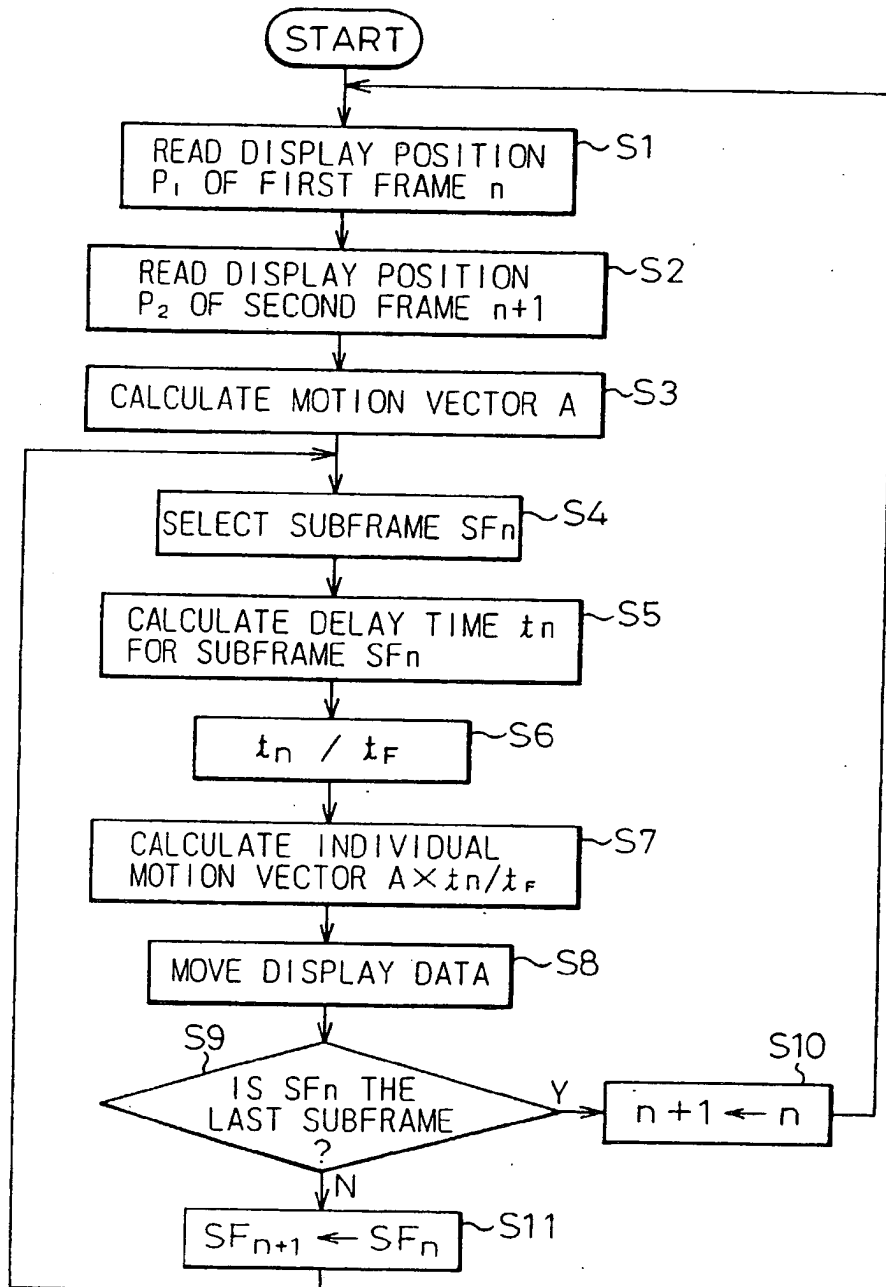 START
READ DISPLAY POSITION
P₁ OF FIRST FRAME n
S1
READ DISPLAY POSITION
P₂ OF SECOND FRAME n+1
S2
CALCULATE MOTION VECTOR A
S3
SELECT SUBFRAME SFn
S4
CALCULATE DELAY TIME tn
FOR SUBFRAME SFn
S5
tn / tF
S6
CALCULATE INDIVIDUAL
MOTION VECTOR A×tn/tF
S7
MOVE DISPLAY DATA
S8
S9
IS SFn THE
LAST SUBFRAME
?
Y
N
S10
n+1 ← n
SFn+1 ← SFn
S11